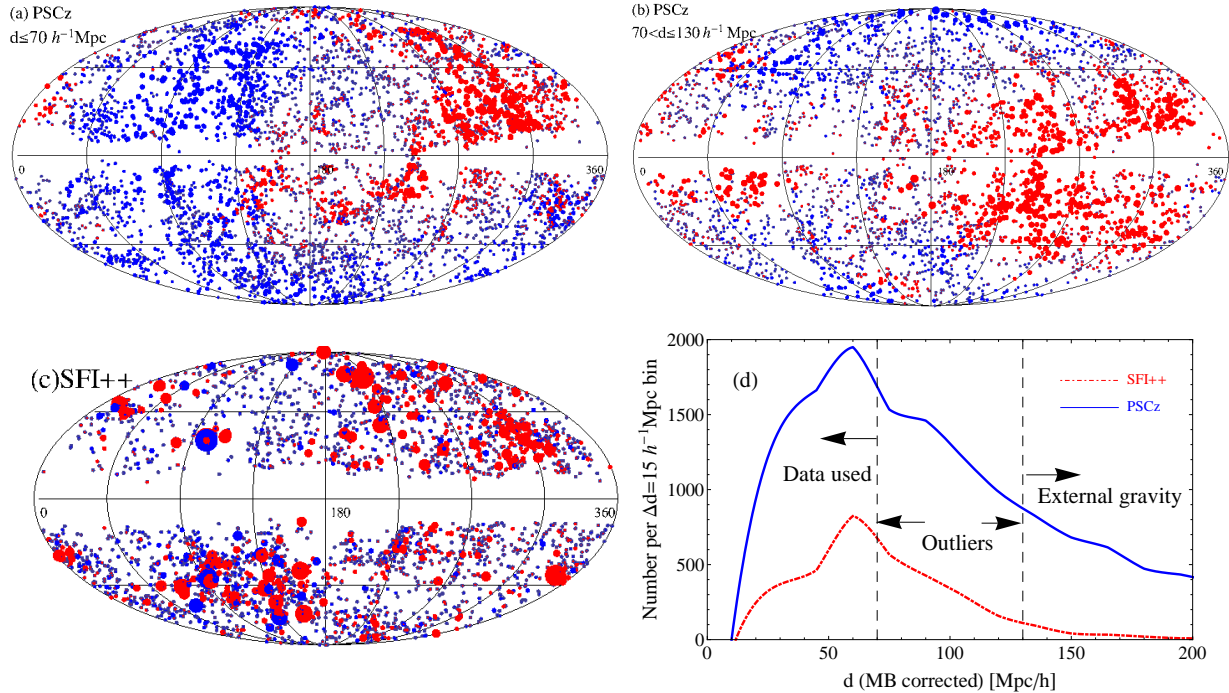 (a) PSCz
d≤70 h⁻¹Mpc
0
180
360
(b) PSCz
70<d≤130 h⁻¹ Mpc
0
180
360
(c)SFI++
0
180
360
(d)
SFI++
PSCz
Data used
Outliers
External gravity
Number per Δd=15 h⁻¹Mpc bin
2000
1500
1000
500
0
0
50
100
150
200
d (MB corrected) [Mpc/h]